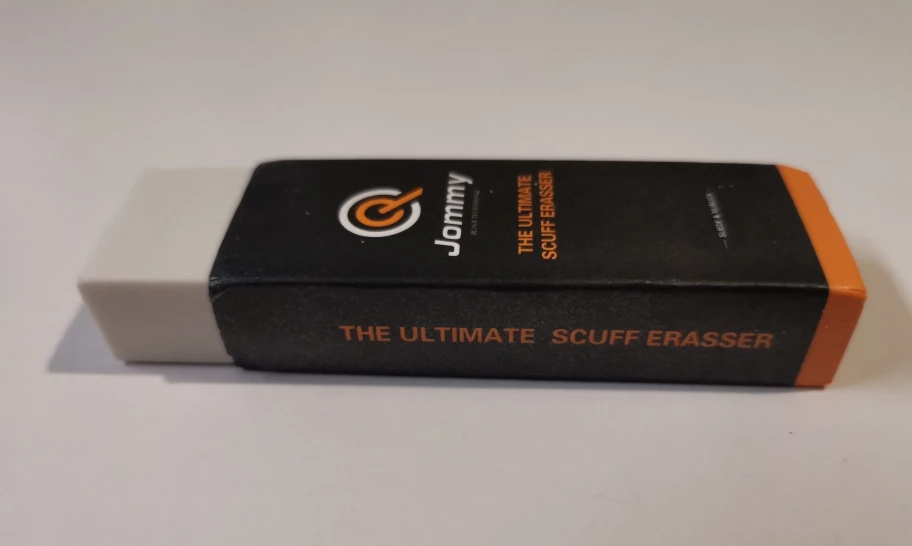 Jommy
THE ULTIMATE
SCUFF ERASSER
THE ULTIMATE SCUFF ERASSER